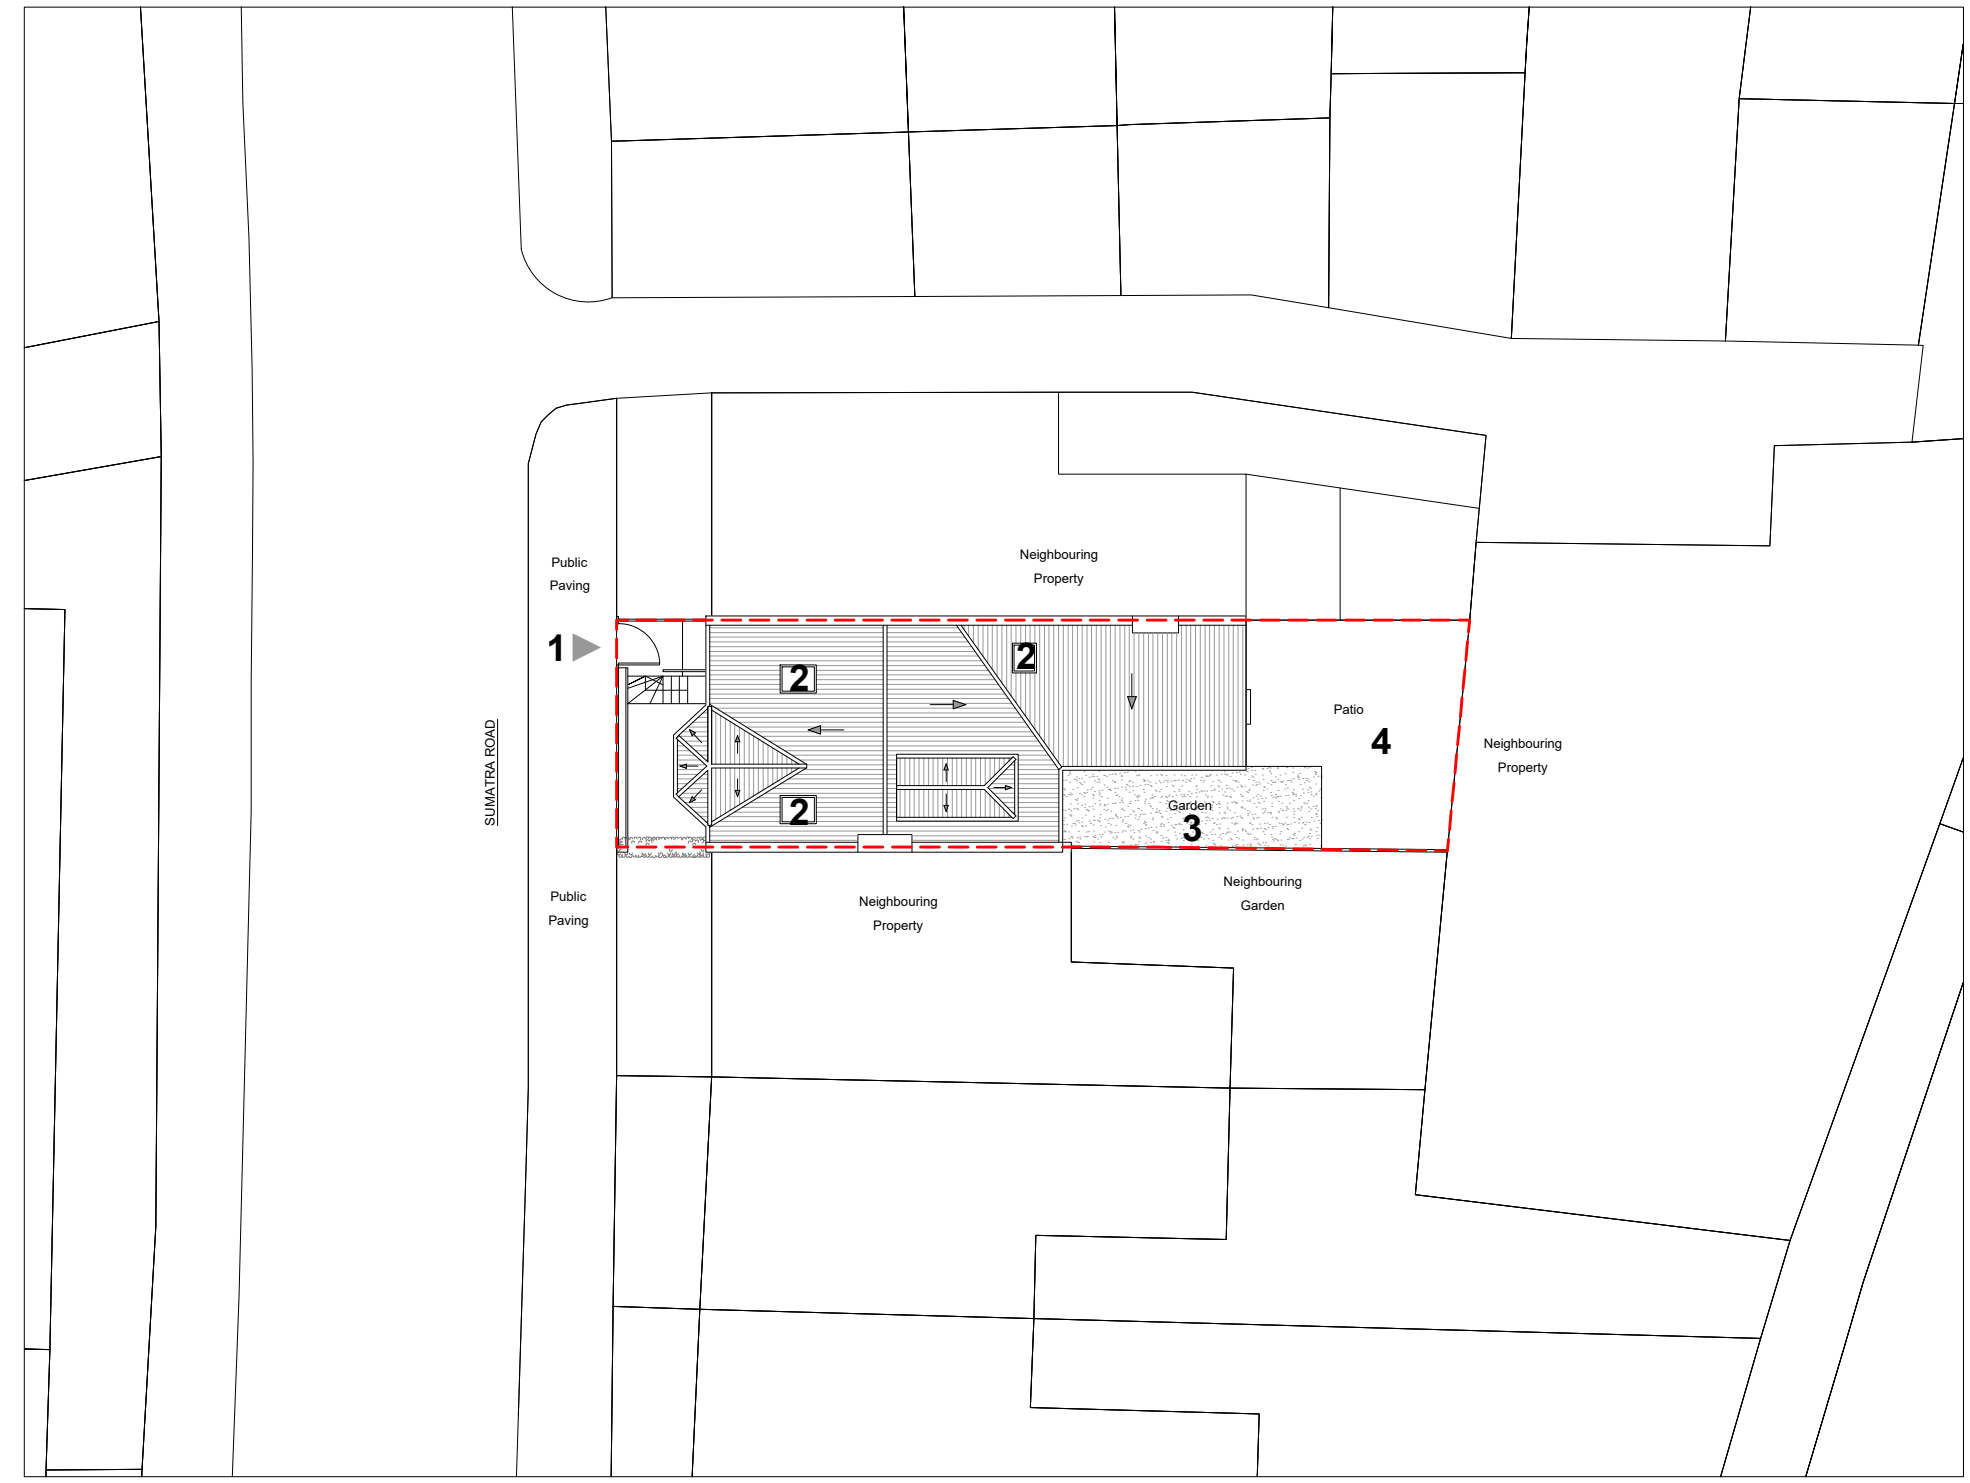 Public
Paving
Neighbouring
Property
1
2
2
Patio
4
Neighbouring
Property
SUMATRA ROAD
2
Garden
3
Public
Paving
Neighbouring
Property
Neighbouring
Garden